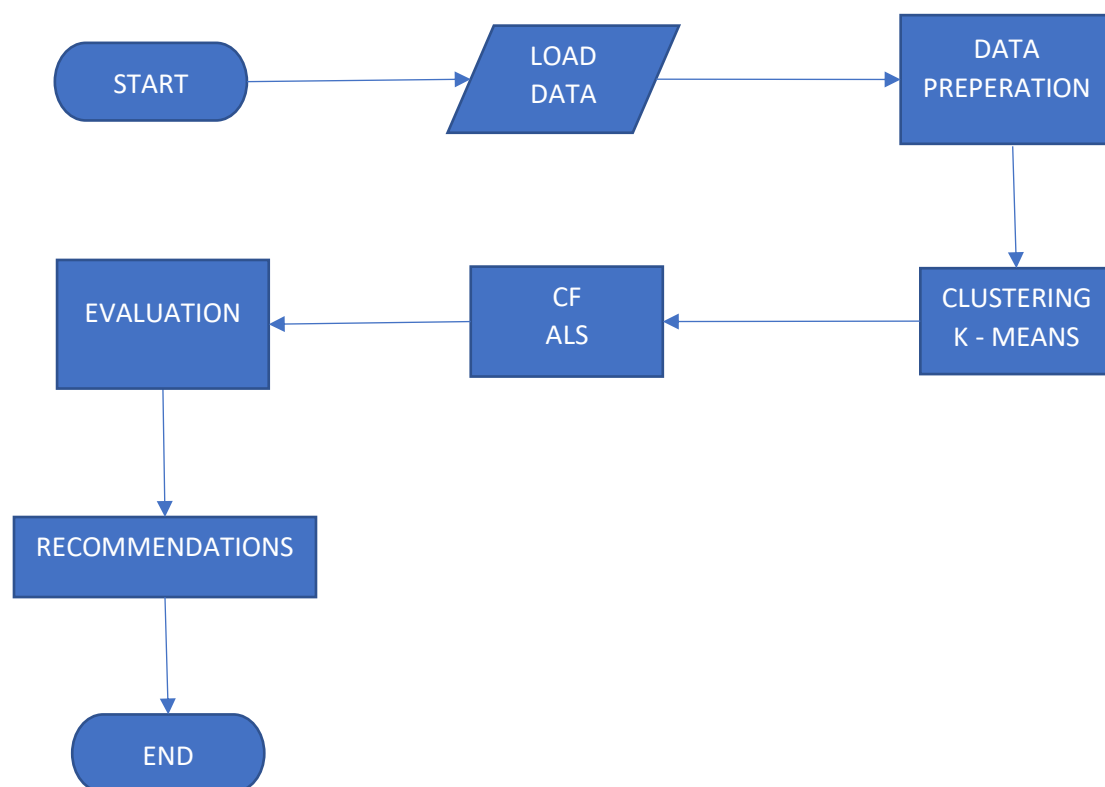 START
LOAD
DATA
DATA
PREPERATION
CLUSTERING
K - MEANS
CF
ALS
EVALUATION
RECOMMENDATIONS
END